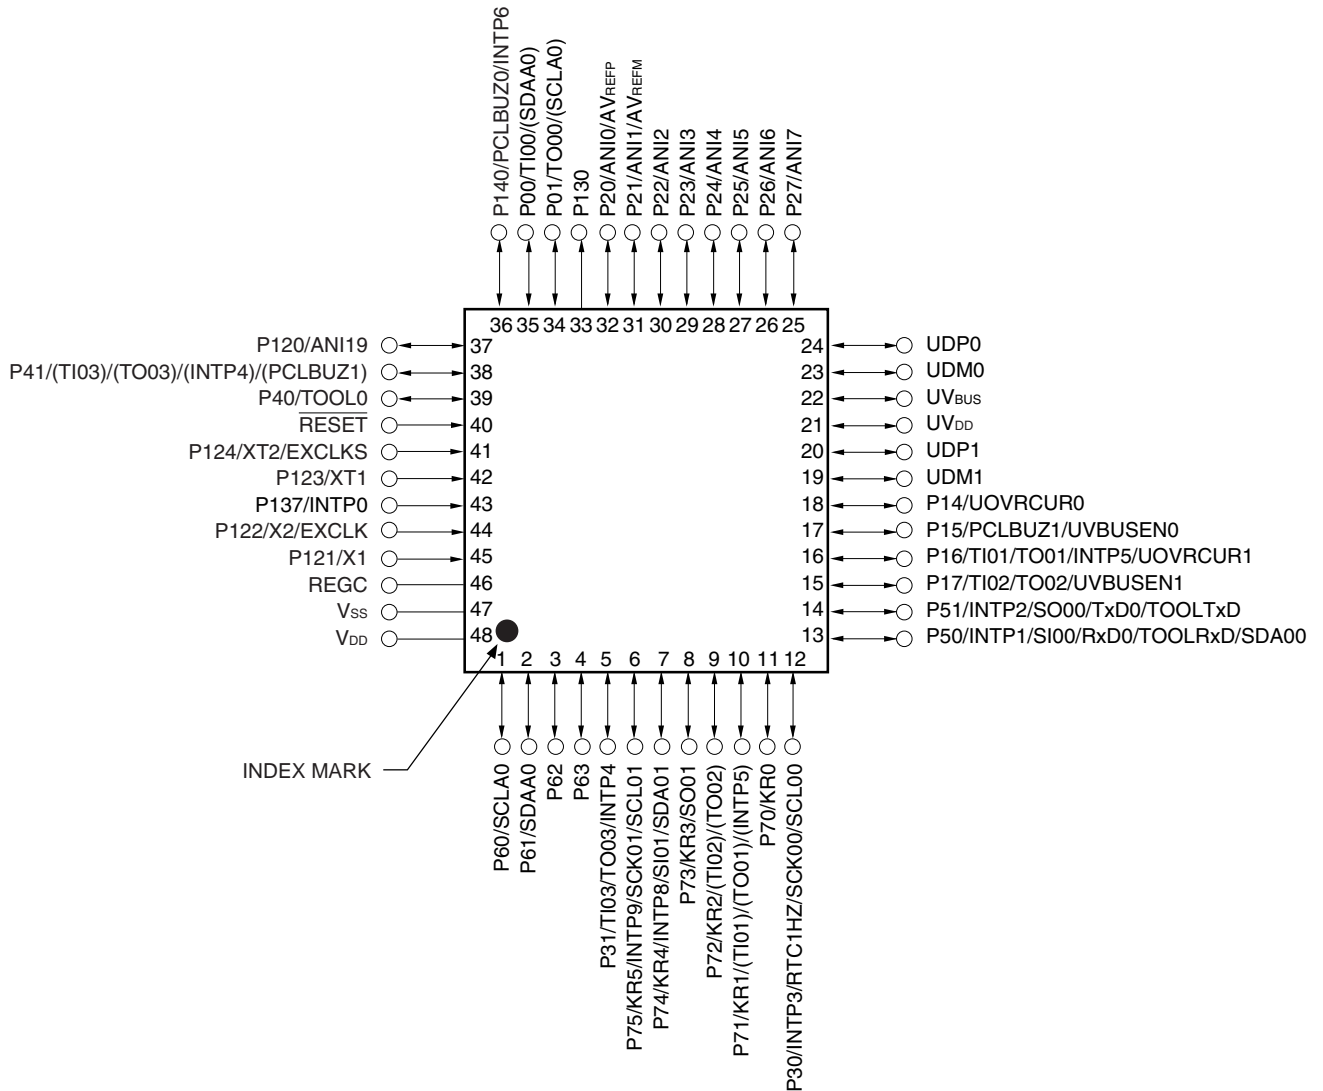 P140/PCLBUZ0/INTP6
P00/TI00/(SDAA0)
P01/TO00/(SCLA0)
P130
P20/ANI0/AVREFP
P21/ANI1/AVREFM
P22/ANI2
P23/ANI3
P24/ANI4
P25/ANI5
P26/ANI6
P27/ANI7
36 35 34 33 32 31 30 29 28 27 26 25
P120/ANI19 37
P41/(TI03)/(TO03)/(INTP4)/(PCLBUZ1) 38
P40/TOOL0 39
RESET 40
P124/XT2/EXCLKS 41
P123/XT1 42
P137/INTP0 43
P122/X2/EXCLK 44
P121/X1 45
REGC 46
VSS 47
VDD 48
24 UDP0
23 UDM0
22 UVBUS
21 UVDD
20 UDP1
19 UDM1
18 P14/UOVRCUR0
17 P15/PCLBUZ1/UVBUSEN0
16 P16/TI01/TO01/INTP5/UOVRCUR1
15 P17/TI02/TO02/UVBUSEN1
14 P51/INTP2/SO00/TxD0/TOOLTxD
13 P50/INTP1/SI00/RxD0/TOOLRxD/SDA00
1 2 3 4 5 6 7 8 9 10 11 12
INDEX MARK
P60/SCLA0
P61/SDAA0
P62
P63
P31/TI03/TO03/INTP4
P75/KR5/INTP9/SCK01/SCL01
P74/KR4/INTP8/SI01/SDA01
P73/KR3/SO01
P72/KR2/(TI02)/(TO02)
P71/KR1/(TI01)/(TO01)/(INTP5)
P70/KR0
P30/INTP3/RTC1HZ/SCK00/SCL00